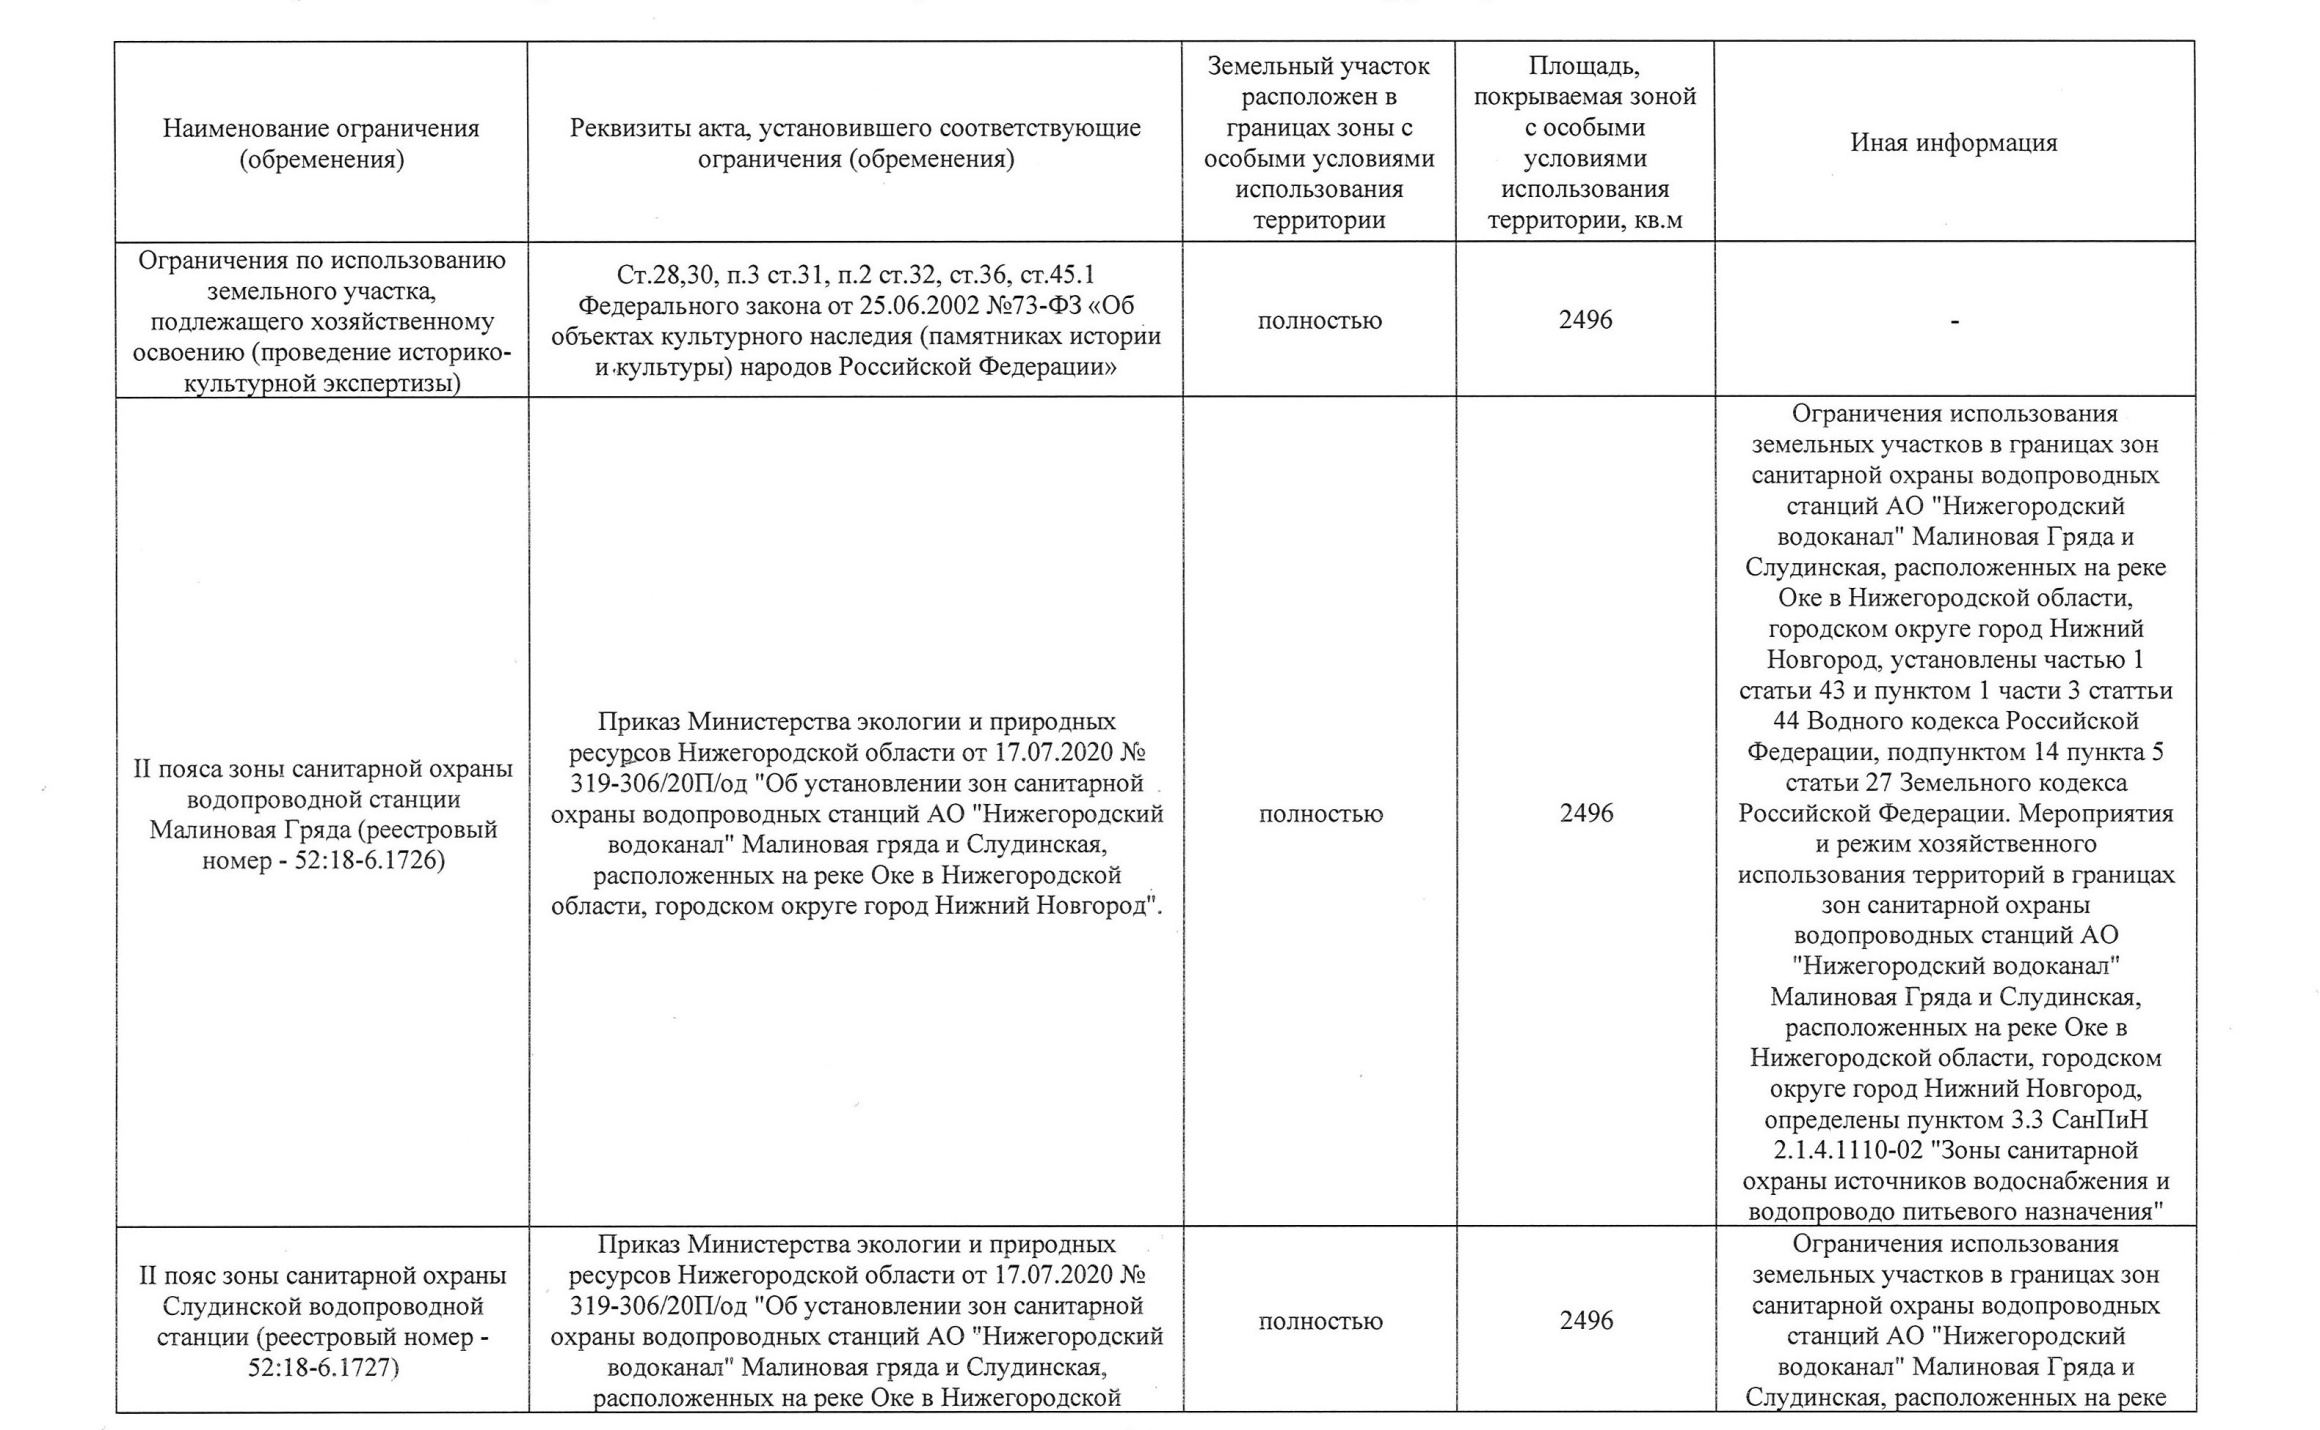 Наименование ограничения
(обременения)
Реквизиты акта, установившего соответствующие
ограничения (обременения)
Земельный участок
расположен в
границах зоны с
особыми условиями
использования
территории
Площадь,
покрываемая зоной
с особыми
условиями
использования
территории, кв.м
Иная информация
Ограничения по использованию
земельного участка,
подлежащего хозяйственному
освоению (проведение историко-
культурной экспертизы)
Ст.28,30, п.3 ст.31, п.2 ст.32, ст.36, ст.45.1
Федерального закона от 25.06.2002 №73-ФЗ «Об
объектах культурного наследия (памятниках истории
и культуры) народов Российской Федерации»
полностью
2496
-
II пояса зоны санитарной охраны
водопроводной станции
Малиновая Гряда (реестровый
номер - 52:18-6.1726)
Приказ Министерства экологии и природных
ресурсов Нижегородской области от 17.07.2020 №
319-306/20П/од "Об установлении зон санитарной
охраны водопроводных станций АО "Нижегородский
водоканал" Малиновая гряда и Слудинская,
расположенных на реке Оке в Нижегородской
области, городском округе город Нижний Новгород".
полностью
2496
Ограничения использования
земельных участков в границах зон
санитарной охраны водопроводных
станций АО "Нижегородский
водоканал" Малиновая Гряда и
Слудинская, расположенных на реке
Оке в Нижегородской области,
городском округе город Нижний
Новгород, установлены частью 1
статьи 43 и пунктом 1 части 3 статтьи
44 Водного кодекса Российской
Федерации, подпунктом 14 пункта 5
статьи 27 Земельного кодекса
Российской Федерации. Мероприятия
и режим хозяйственного
использования территорий в границах
зон санитарной охраны
водопроводных станций АО
"Нижегородский водоканал"
Малиновая Гряда и Слудинская,
расположенных на реке Оке в
Нижегородской области, городском
округе город Нижний Новгород,
определены пунктом 3.3 СанПиН
2.1.4.1110-02 "Зоны санитарной
охраны источников водоснабжения и
водопроводо питьевого назначения"
II пояс зоны санитарной охраны
Слудинской водопроводной
станции (реестровый номер -
52:18-6.1727)
Приказ Министерства экологии и природных
ресурсов Нижегородской области от 17.07.2020 №
319-306/20П/од "Об установлении зон санитарной
охраны водопроводных станций АО "Нижегородский
водоканал" Малиновая гряда и Слудинская,
расположенных на реке Оке в Нижегородской
полностью
2496
Ограничения использования
земельных участков в границах зон
санитарной охраны водопроводных
станций АО "Нижегородский
водоканал" Малиновая Гряда и
Слудинская, расположенных на реке